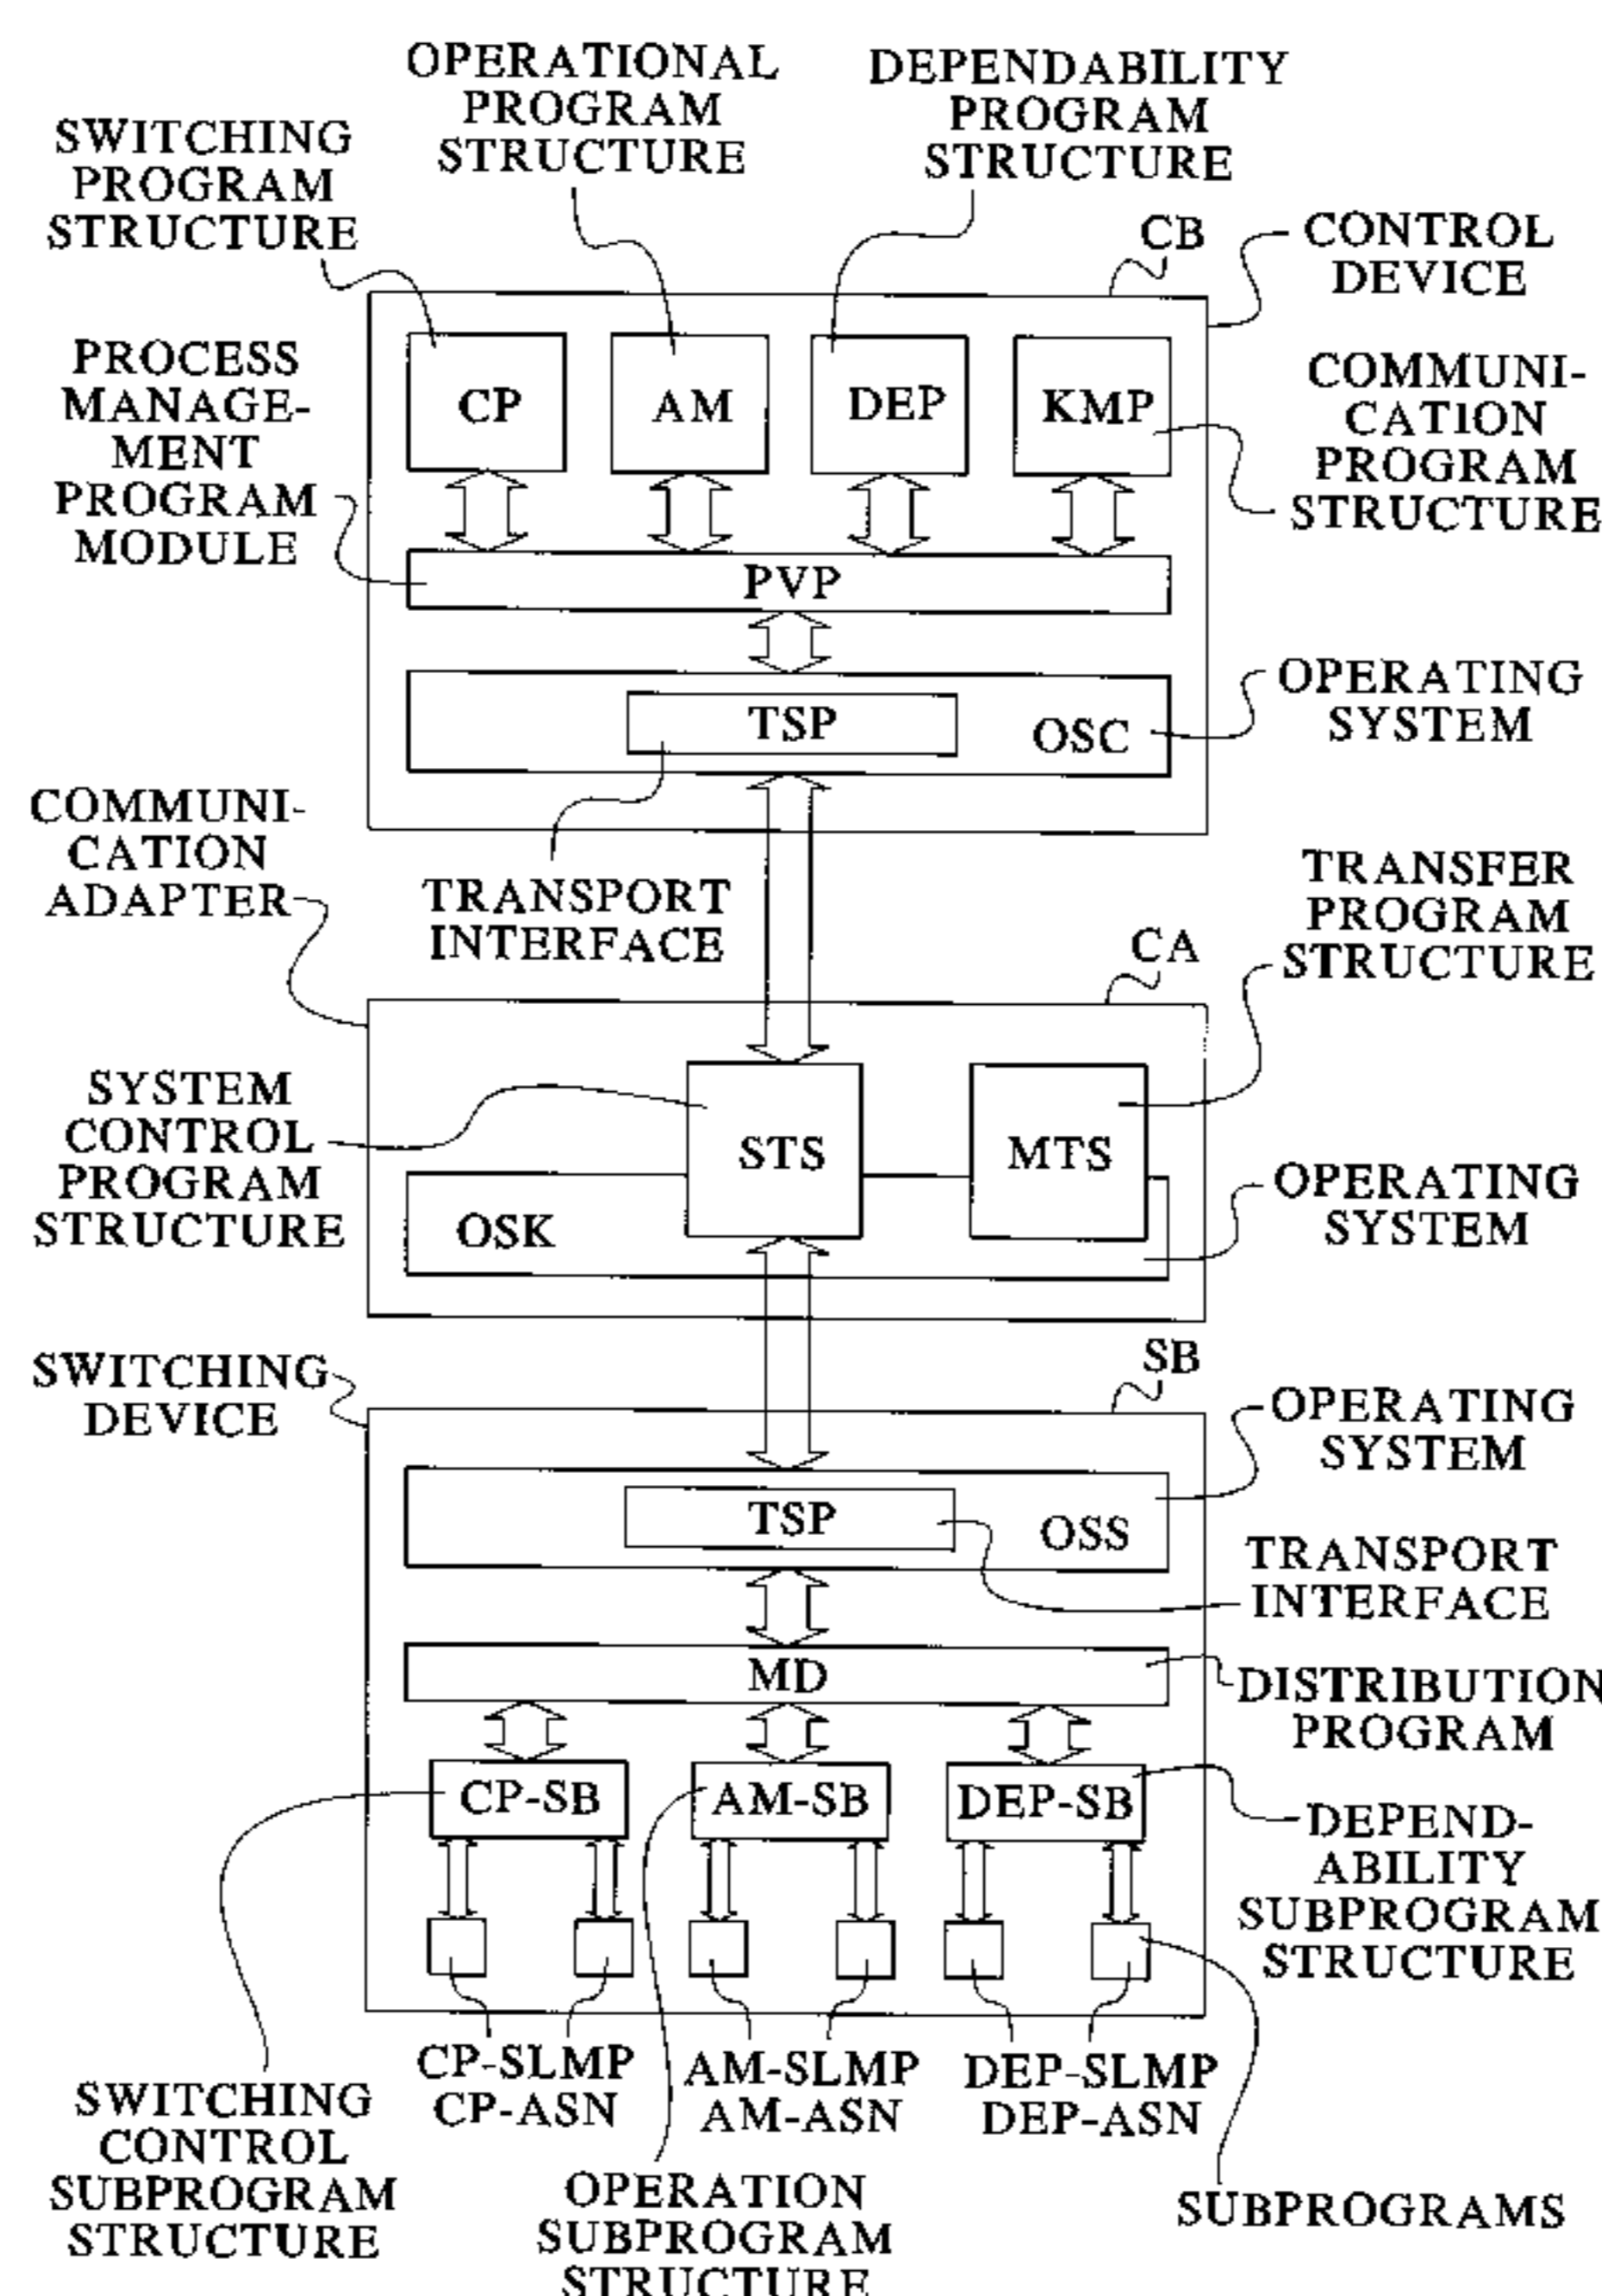 OPERATIONAL
PROGRAM
STRUCTURE
DEPENDABILITY
PROGRAM
STRUCTURE
SWITCHING
PROGRAM
STRUCTURE
CB
CONTROL
DEVICE
PROCESS
MANAGE-
MENT
PROGRAM
MODULE
CP
AM
DEP
KMP
COMMUNI-
CATION
PROGRAM
STRUCTURE
PVP
TSP
OSC
OPERATING
SYSTEM
COMMUNI-
CATION
ADAPTER
TRANSPORT
INTERFACE
CA
TRANSFER
PROGRAM
STRUCTURE
SYSTEM
CONTROL
PROGRAM
STRUCTURE
STS
MTS
OSK
OPERATING
SYSTEM
SWITCHING
DEVICE
SB
OPERATING
SYSTEM
TSP
OSS
TRANSPORT
INTERFACE
MD
DISTRIBUTION
PROGRAM
CP-SB
AM-SB
DEP-SB
DEPEND-
ABILITY
SUBPROGRAM
STRUCTURE
CP-SLMP
CP-ASN
AM-SLMP
AM-ASN
DEP-SLMP
DEP-ASN
SWITCHING
CONTROL
SUBPROGRAM
STRUCTURE
OPERATION
SUBPROGRAM
STRUCTURE
SUBPROGRAMS